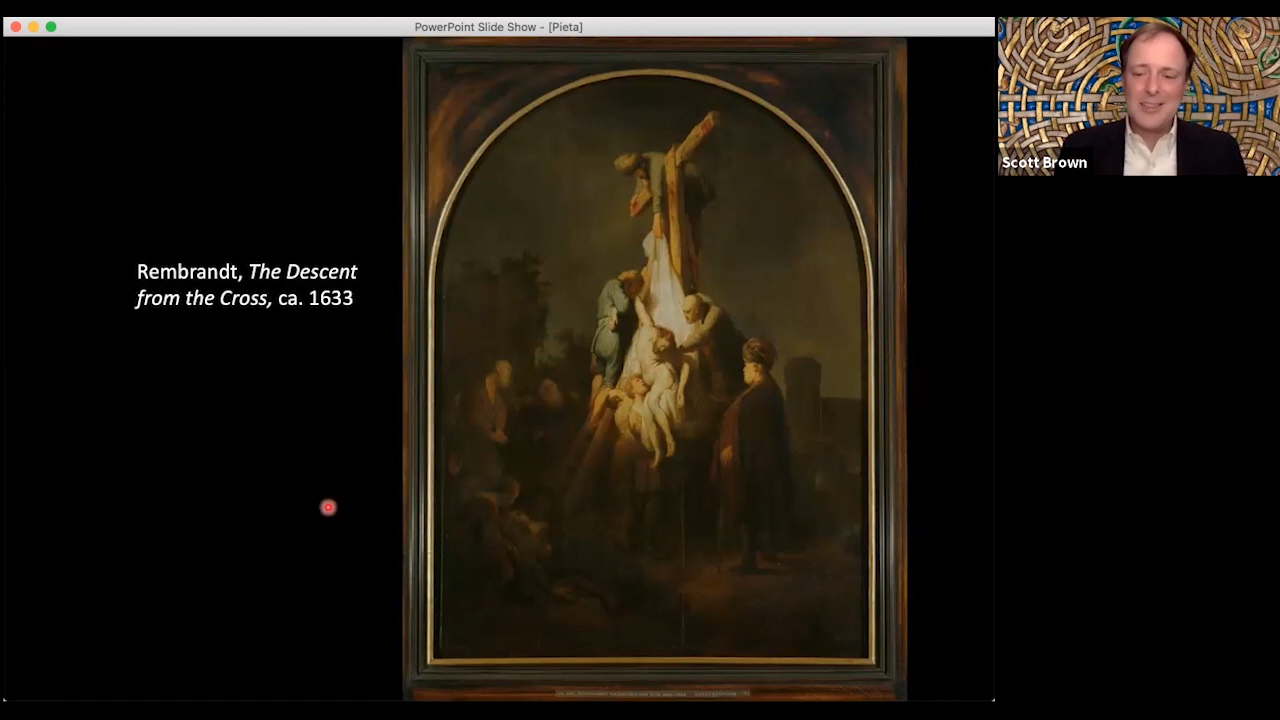 PowerPoint Slide Show - [Pieta]
Rembrandt, The Descent
from the Cross, ca. 1633
Scott Brown